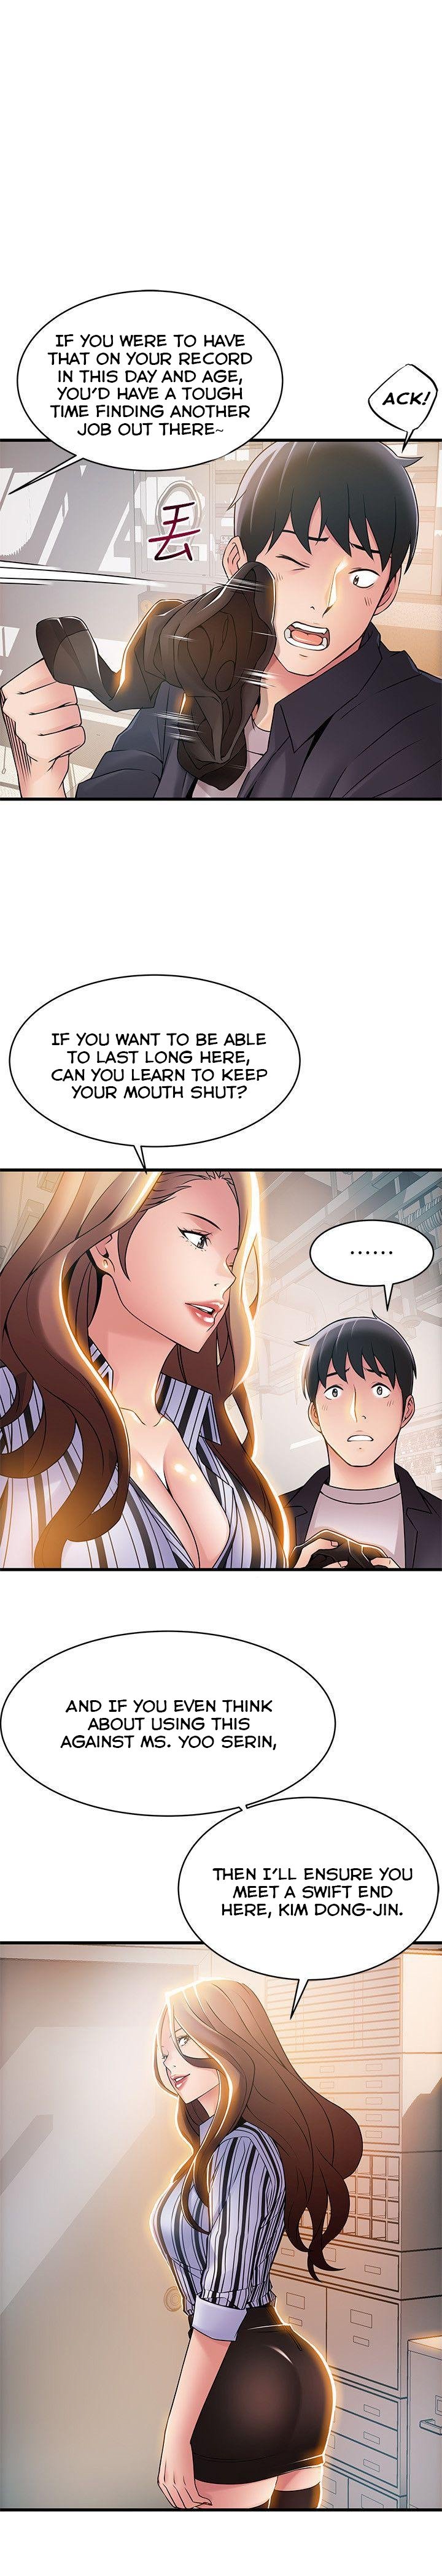 IF YOU WERE TO HAVE
THAT ON YOUR RECORD
IN THIS DAY AND AGE,
YOU'D HAVE A TOUGH
TIME FINDING ANOTHER
JOB OUT THERE~
ACK!
丢
IF YOU WANT TO BE ABLE
TO LAST LONG HERE,
CAN YOU LEARN TO KEEP
YOUR MOUTH SHUT?
......
AND IF YOU EVEN THINK
ABOUT USING THIS
AGAINST MS. YOO SERIN,
THEN I'LL ENSURE YOU
MEET A SWIFT END
HERE, KIM DONG-JIN.